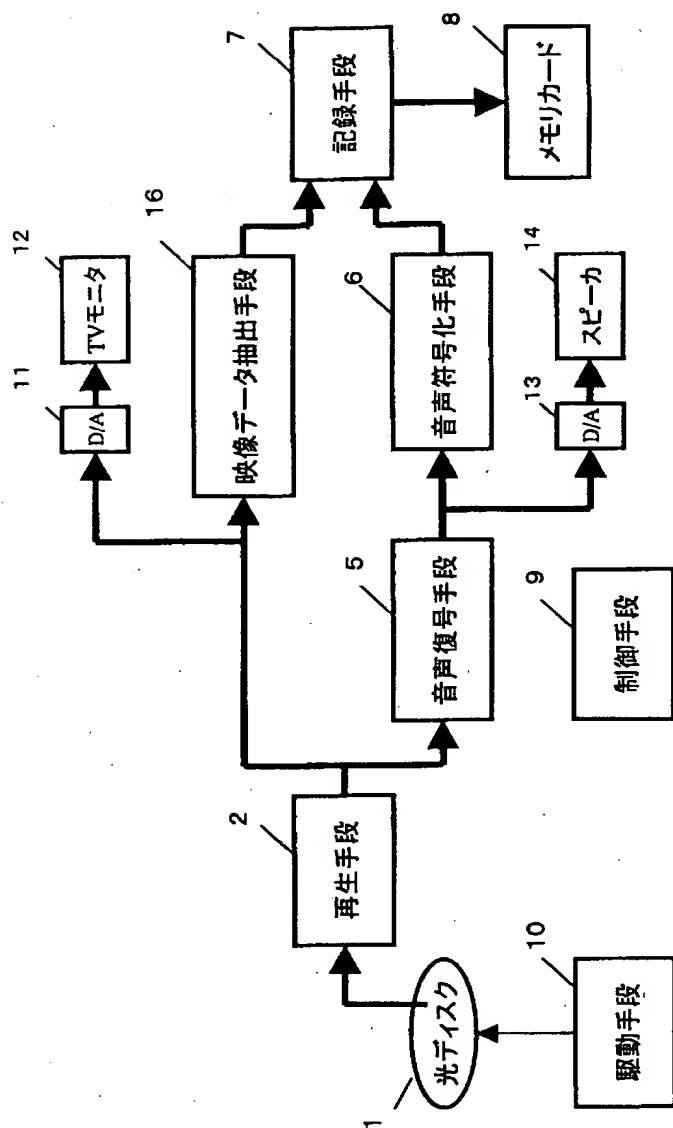 1
光ディスク
10
駆動手段
2
再生手段
5
音声復号手段
9
制御手段
11
D/A
12
TVモニタ
16
映像データ抽出手段
6
音声符号化手段
13
D/A
14
スピーカ
7
記録手段
8
メモリカード